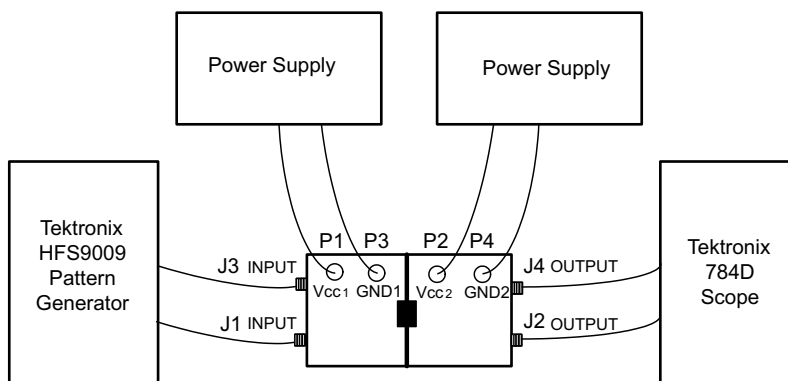 Power Supply
Power Supply
Tektronix
HFS9009
Pattern
Generator
P1
P3
P2
P4
J3 INPUT
J4 OUTPUT
Vcc1
GND1
Vcc2
GND2
J1 INPUT
J2 OUTPUT
Tektronix
784D
Scope